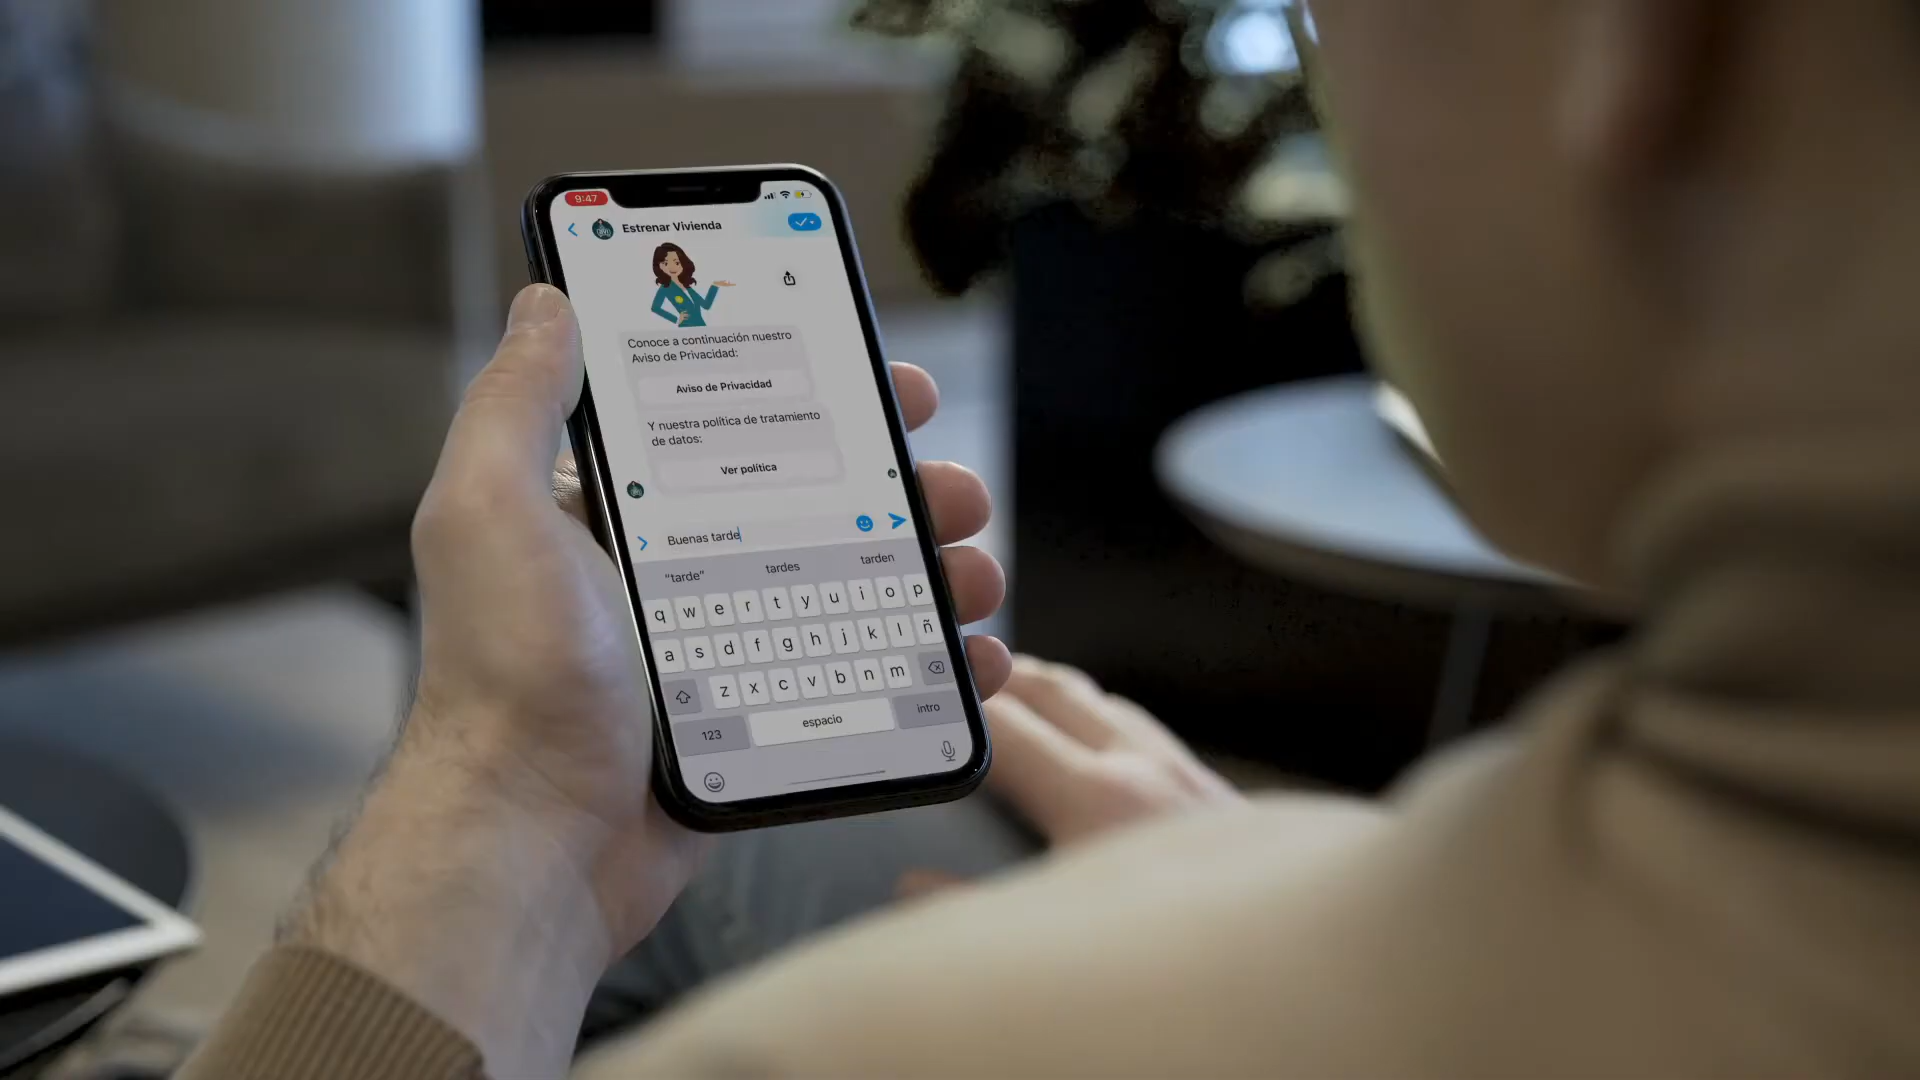 9:47
Estrenar Vivienda
Conoce a continuación nuestro
Aviso de Privacidad:
Aviso de Privacidad
Y nuestra política de tratamiento
de datos:
Ver política
Buenas tarde
“tarde” tardes tarden
q w e r t y u i o p
a s d f g h j k l ñ
z x c v b n m
123 espacio intro